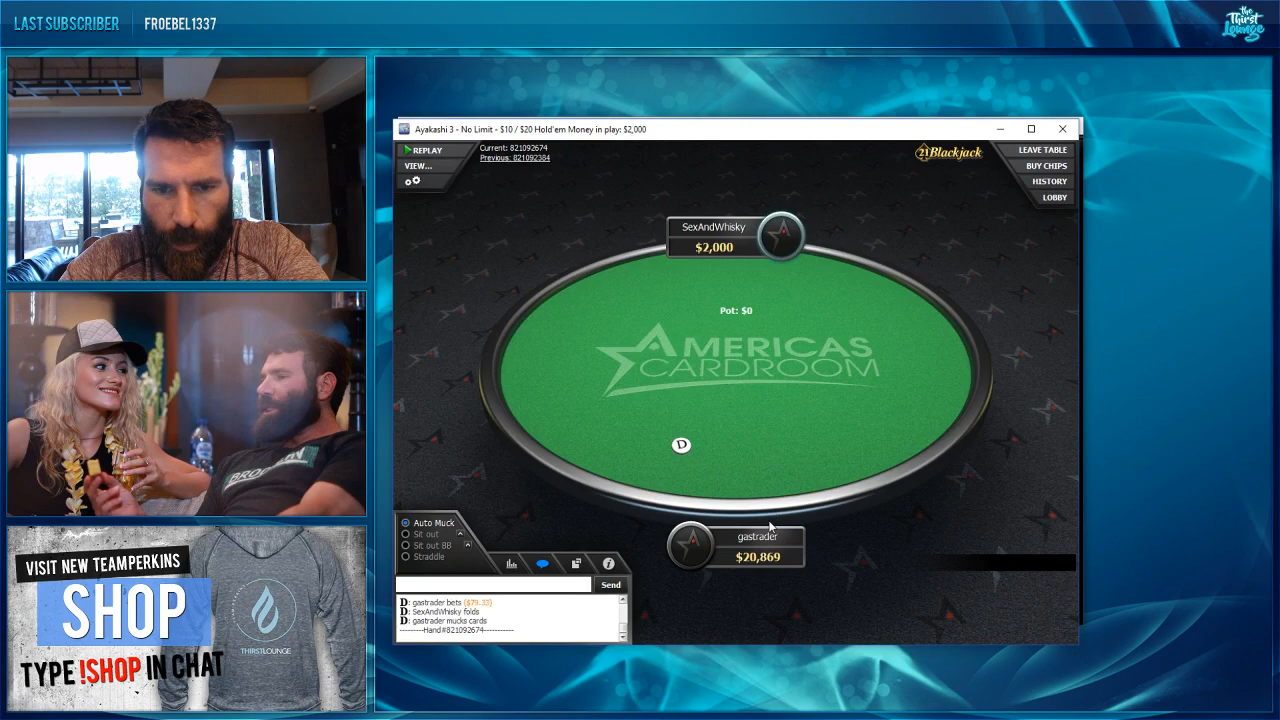 LAST SUBSCRIBER
FROEBEL1337
the
Thirst
Lounge
Ayakashi 3 - No Limit - $10 / $20 Hold'em Money in play: $2,000
REPLAY
VIEW...
Current: 821092674
Previous: 821092384
21 Blackjack
LEAVE TABLE
BUY CHIPS
HISTORY
LOBBY
SexAndWhisky
$2,000
Pot: $0
AMERICAS
CARDROOM
D
gastrader
$20,869
Auto Muck
Sit out
Sit out BB
Straddle
Send
D: gastrader bets ($79.33)
D: SexAndWhisky folds
D: gastrader mucks cards
---------Hand#821092674-----------
VISIT NEW TEAMPERKINS
SHOP
TYPE !SHOP IN CHAT
THIRSTLOUNGE